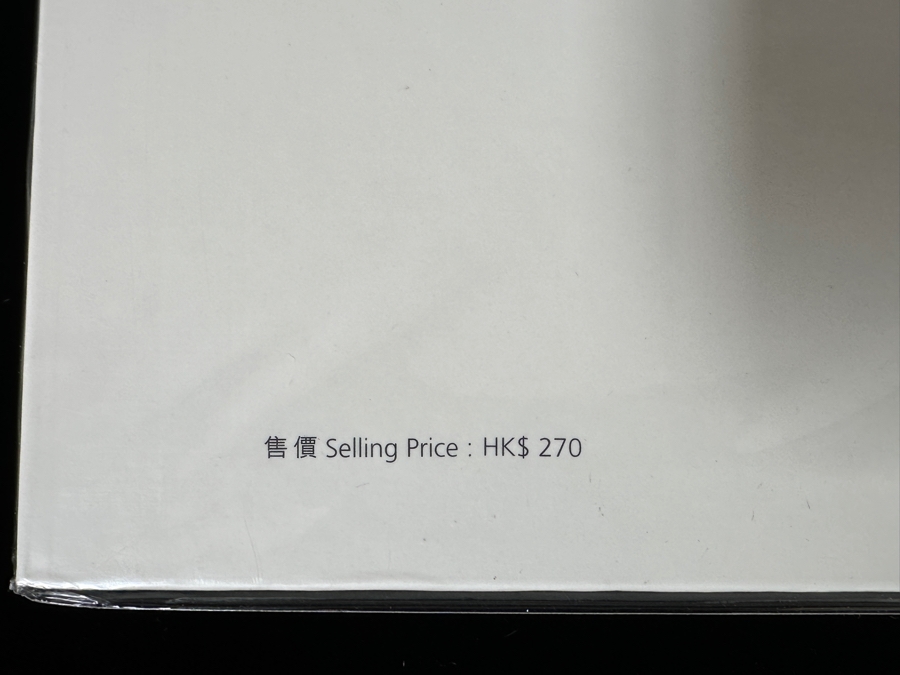 售價 Selling Price : HK$ 270